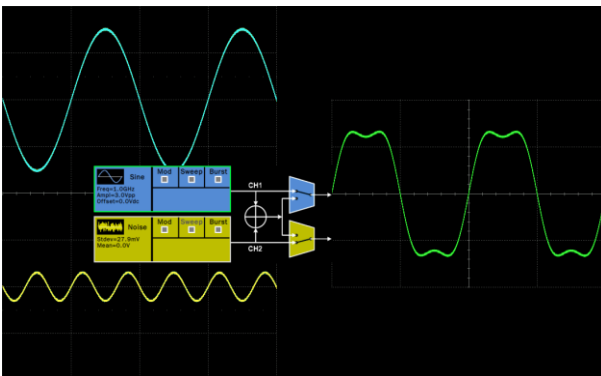 Sine
Mod Sweep Burst
Freq=1.0GHz
Ampl=3.0Vpp
Offset=0.0Vdc
CH1
Noise
Mod Sweep Burst
Stdev=27.9mV
Mean=0.0V
CH2